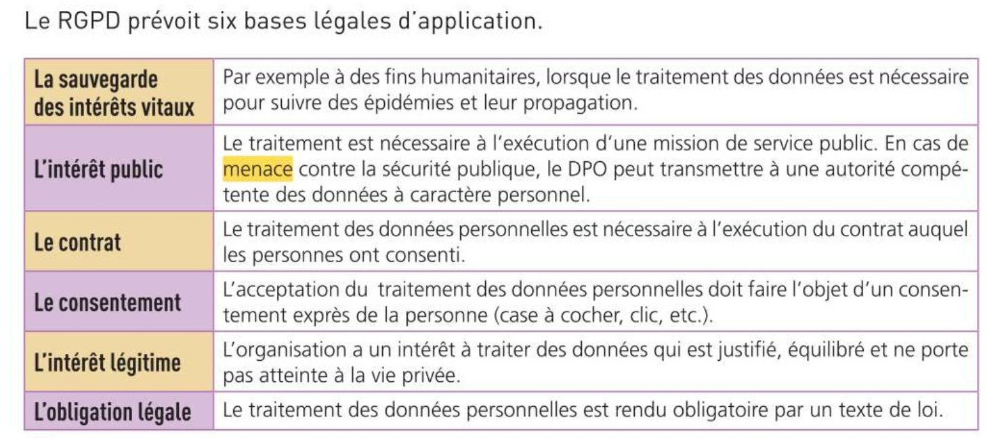 Le RGPD prévoit six bases légales d'application.
La sauvegarde
des intérêts vitaux
Par exemple à des fins humanitaires, lorsque le traitement des données est nécessaire
pour suivre des épidémies et leur propagation.
L'intérêt public
Le traitement est nécessaire à l'exécution d'une mission de service public. En cas de
menace contre la sécurité publique, le DPO peut transmettre à une autorité compé-
tente des données à caractère personnel.
Le contrat
Le traitement des données personnelles est nécessaire à l'exécution du contrat auquel
les personnes ont consenti.
Le consentement
L'acceptation du traitement des données personnelles doit faire l'objet d'un consen-
tement exprès de la personne (case à cocher, clic, etc.).
L'intérêt légitime
L'organisation a un intérêt à traiter des données qui est justifié, équilibré et ne porte
pas atteinte à la vie privée.
L'obligation légale
Le traitement des données personnelles est rendu obligatoire par un texte de loi.